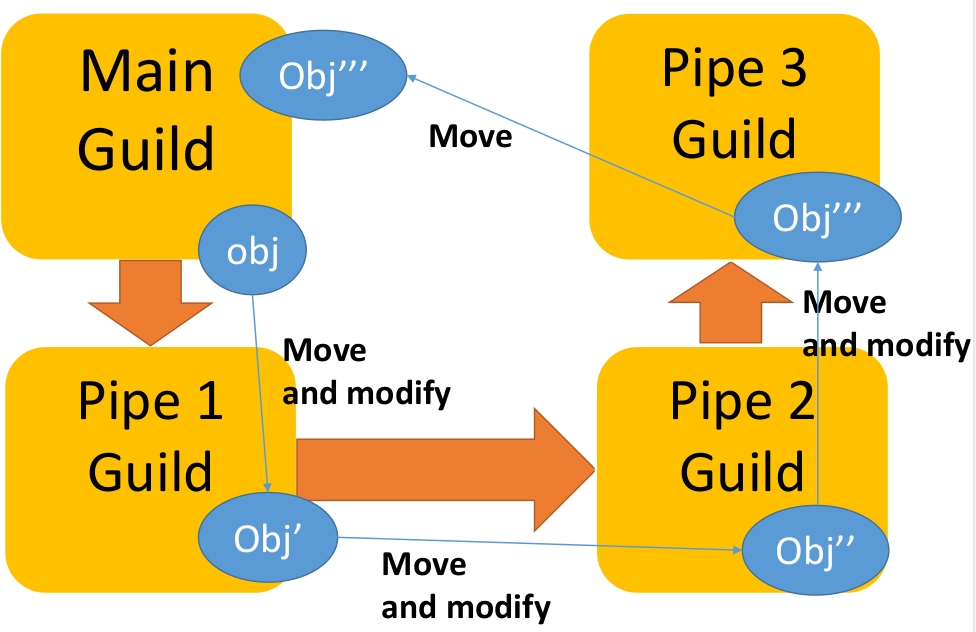 Main
Guild
Obj’’’
Pipe 3
Guild
Obj’’’
Move
obj
Move
and modify
Move
and modify
Pipe 1
Guild
Obj’
Pipe 2
Guild
Obj’’
Move
and modify